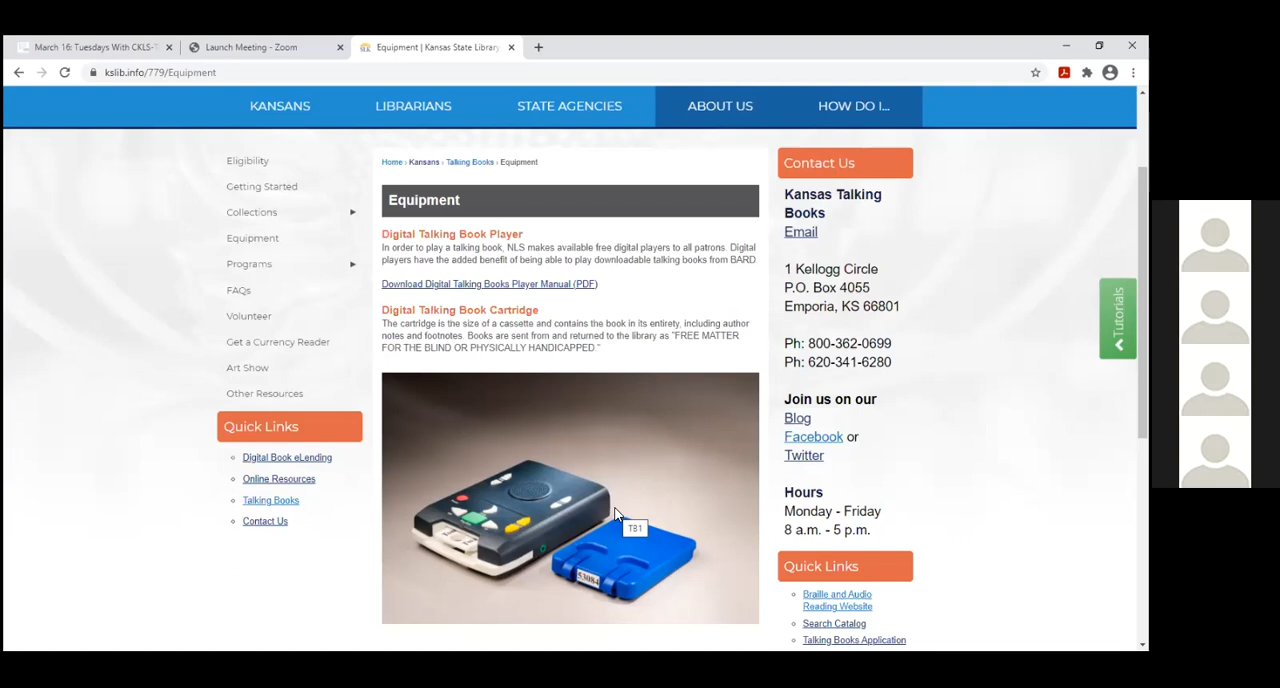 March 16: Tuesdays With CKLS-T
Launch Meeting - Zoom
Equipment | Kansas State Library
kslib.info/779/Equipment
KANSANS
LIBRARIANS
STATE AGENCIES
ABOUT US
HOW DO I...
Eligibility
Getting Started
Collections
Equipment
Programs
FAQs
Volunteer
Get a Currency Reader
Art Show
Other Resources
Quick Links
Digital Book eLending
Online Resources
Talking Books
Contact Us
Home › Kansans › Talking Books › Equipment
Equipment
Digital Talking Book Player
In order to play a talking book, NLS makes available free digital players to all patrons. Digital
players have the added benefit of being able to play downloadable talking books from BARD.
Download Digital Talking Books Player Manual (PDF)
Digital Talking Book Cartridge
The cartridge is the size of a cassette and contains the book in its entirety, including author
notes and footnotes. Books are sent from and returned to the library as "FREE MATTER
FOR THE BLIND OR PHYSICALLY HANDICAPPED."
53084
TB1
Contact Us
Kansas Talking
Books
Email
1 Kellogg Circle
P.O. Box 4055
Emporia, KS 66801
Ph: 800-362-0699
Ph: 620-341-6280
Join us on our
Blog
Facebook or
Twitter
Hours
Monday - Friday
8 a.m. - 5 p.m.
Quick Links
Braille and Audio
Reading Website
Search Catalog
Talking Books Application
Tutorials